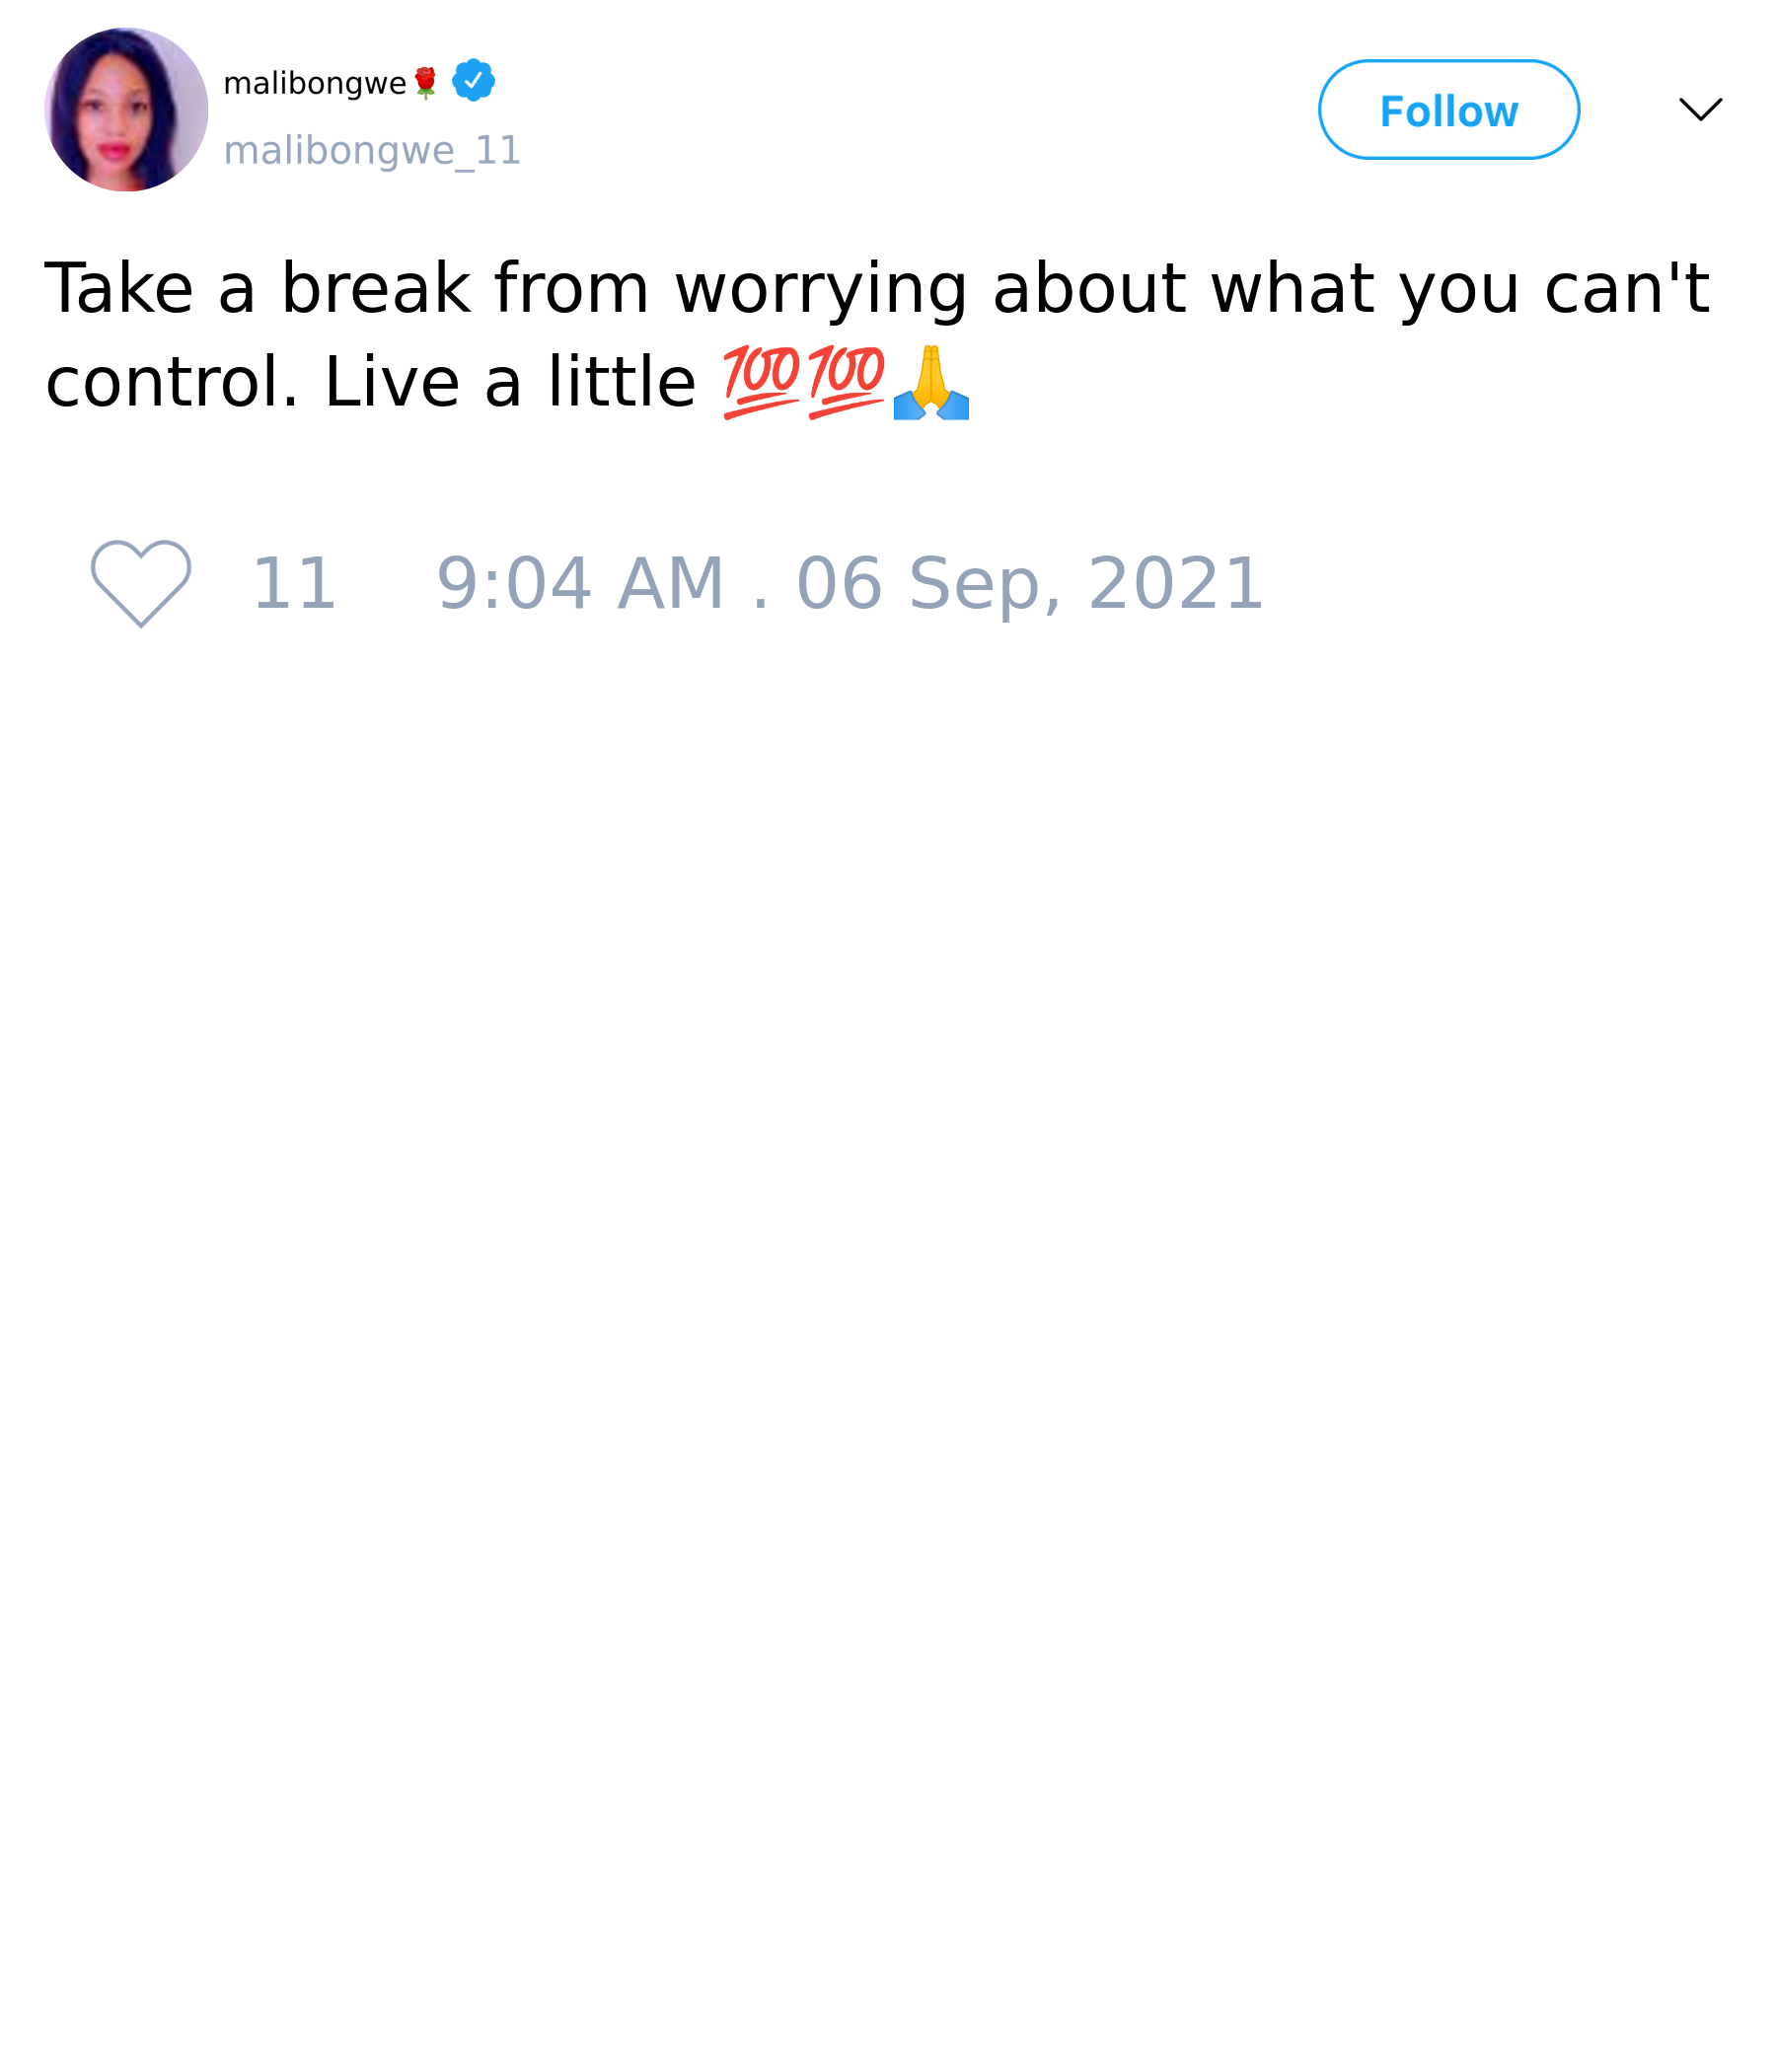 malibongwe🌹
malibongwe_11
Follow
Take a break from worrying about what you can't
control. Live a little 💯💯🙏
11 9:04 AM . 06 Sep, 2021